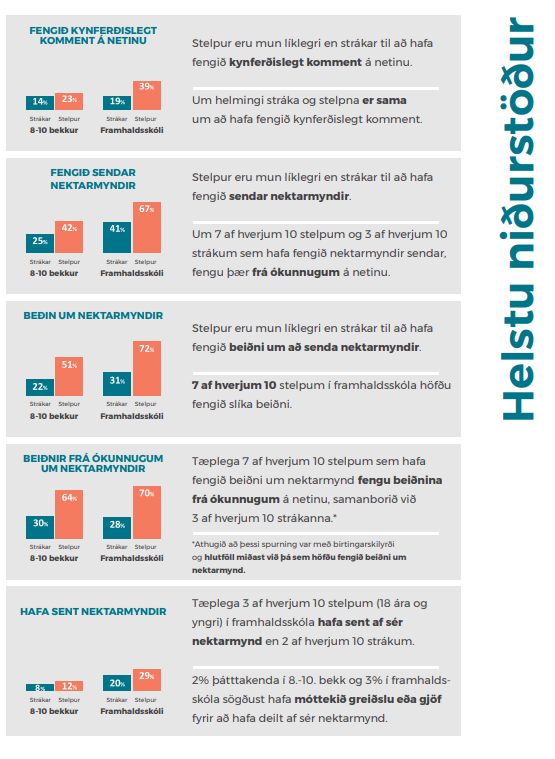 Helstu niðurstöður
FENGIÐ KYNFERÐISLEGT
KOMMENT Á NETINU
14%
23%
19%
39%
Strákar Stelpur Strákar Stelpur
8-10 bekkur Framhaldsskóli
Stelpur eru mun líklegri en strákar til að hafa
fengið kynferðislegt komment á netinu.
Um helmingi stráka og stelpna er sama
um að hafa fengið kynferðislegt komment.
FENGIÐ SENDAR
NEKTARMYNDIR
25%
42%
41%
67%
Strákar Stelpur Strákar Stelpur
8-10 bekkur Framhaldsskóli
Stelpur eru mun líklegri en strákar til að hafa
fengið sendar nektarmyndir.
Um 7 af hverjum 10 stelpum og 3 af hverjum 10
strákum sem hafa fengið nektarmyndir sendar,
fengu þær frá ókunnugum á netinu.
BEÐIN UM NEKTARMYNDIR
22%
51%
31%
72%
Strákar Stelpur Strákar Stelpur
8-10 bekkur Framhaldsskóli
Stelpur eru mun líklegri en strákar til að hafa
fengið beiðni um að senda nektarmyndir.
7 af hverjum 10 stelpum í framhaldsskóla höfðu
fengið slíka beiðni.
BEIÐNIR FRÁ ÓKUNNUGUM
UM NEKTARMYNDIR
30%
64%
28%
70%
Strákar Stelpur Strákar Stelpur
8-10 bekkur Framhaldsskóli
Tæplega 7 af hverjum 10 stelpum sem hafa
fengið beiðni um nektarmynd fengu beiðnina
frá ókunnugum á netinu, samanborið við
3 af hverjum 10 strákanna.*
*Athugið að þessi spurning var með birtingarskilyrði
og hlutföll miðast við þá sem höfðu fengið beiðni um
nektarmynd.
HAFA SENT NEKTARMYNDIR
8%
12%
20%
29%
Strákar Stelpur Strákar Stelpur
8-10 bekkur Framhaldsskóli
Tæplega 3 af hverjum 10 stelpum (18 ára og
yngri) í framhaldsskóla hafa sent af sér
nektarmynd en 2 af hverjum 10 strákum.
2% þátttakenda í 8.-10. bekk og 3% í framhalds-
skóla sögðust hafa móttekið greiðslu eða gjöf
fyrir að hafa deilt af sér nektarmynd.